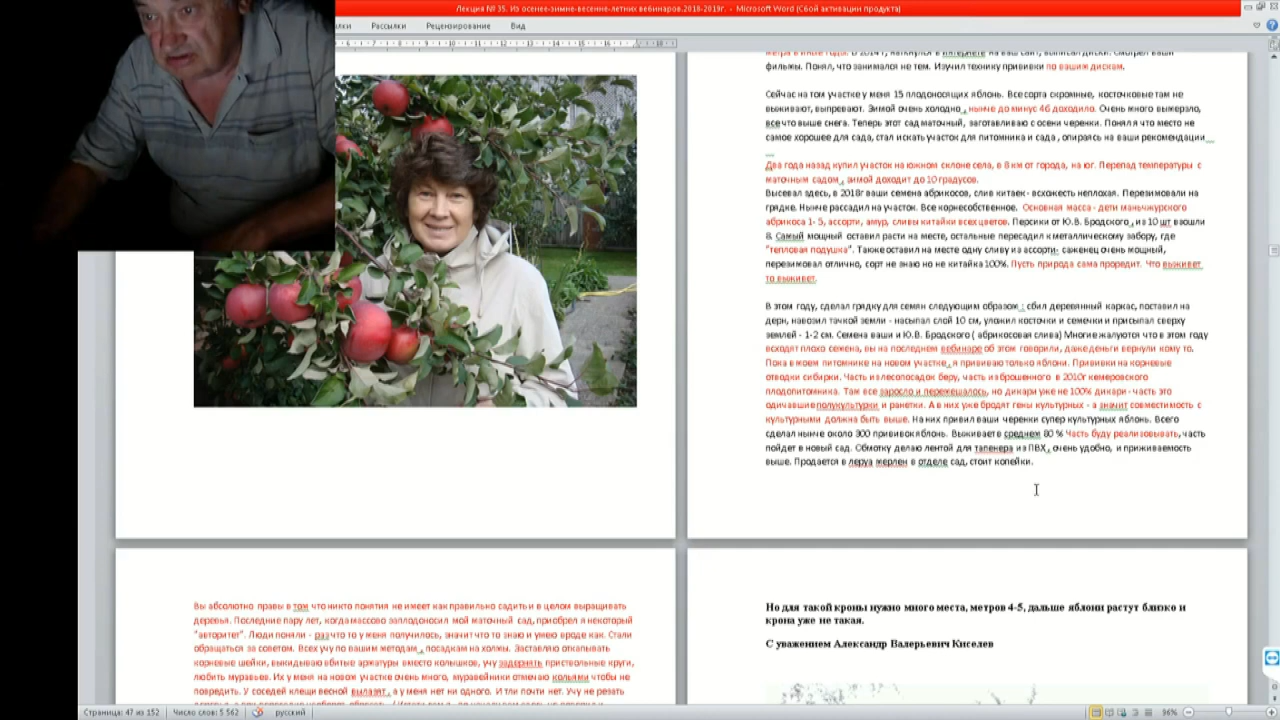 Лекция № 35. Из осенее-зимне-весенне-летних вебинаров.2018-2019г. - Microsoft Word (Сбой активации продукта)
Рассылки Рецензирование Вид
фильмы. Понял, что занимался не тем. Изучил технику прививки по вашим дискам.
Сейчас на том участке у меня 15 плодоносящих яблонь. Все сорта скромные, косточковые там не
выживают, выпревают. Зимой очень холодно , нынче до минус 46 доходило. Очень много вымерзло,
все что выше снега. Теперь этот сад маточный, заготавливаю с осени черенки. Понял я что место не
самое хорошее для сада, стал искать участок для питомника и сада , опираясь на ваши рекомендации
Два года назад купил участок на южном склоне села, в 8 км от города, на юг. Перепад температуры с
маточным садом , зимой доходит до 10 градусов.
Высевал здесь, в 2018г ваши семена абрикосов, слив китаек - всхожесть неплохая. Перезимовали на
грядке. Нынче рассадил на участок. Все корнесобственное. Основная масса - дети маньчжурского
абрикоса 1- 5, ассорти, амур, сливы китайки всех цветов. Персики от Ю.В. Бродского , из 10 шт взошли
8. Самый мощный оставил расти на месте, остальные пересадил к металлическому забору, где
"тепловая подушка". Также оставил на месте одну сливу из ассорти- саженец очень мощный,
перезимовал отлично, сорт не знаю но не китайка 100%. Пусть природа сама проредит. Что выживет
то выживет.
В этом году, сделал грядку для семян следующим образом : сбил деревянный каркас, поставил на
дерн, навозил тачкой земли - насыпал слой 10 см, уложил косточки и семечки и присыпал сверху
землей - 1-2 см. Семена ваши и Ю.В. Бродского ( абрикосовая слива) Многие жалуются что в этом году
всходят плохо семена, вы на последнем вебинаре об этом говорили, даже деньги вернули кому то.
Пока в моем питомнике на новом участке , я прививаю только яблони. Прививки на корневые
отводки сибирки. Часть из лесопосадок беру, часть из брошенного в 2010г кемеровского
плодопитомника. Там все заросло и перемешалось, но дикари уже не 100% дикари - часть это
одичавшие полукультурки и ранетки. А в них уже бродят гены культурных - а значит совместимость с
культурными должна быть выше. На них привил ваши черенки супер культурных яблонь. Всего
сделал нынче около 300 прививок яблонь. Выживает в среднем 80 % Часть буду реализовывать, часть
пойдет в новый сад. Обмотку делаю лентой для тапенера из ПВХ , очень удобно, и приживаемость
выше. Продается в леруа мерлен в отделе сад, стоит копейки.
Вы абсолютно правы в том что никто понятия не имеет как правильно садить и в целом выращивать
деревья. Последние пару лет, когда массово заплодоносил мой маточный сад, приобрел я некоторый
"авторитет". Люди поняли - раз что то у меня получилось, значит что то знаю и умею вроде как. Стали
обращаться за советом. Всех учу по вашим методам , посадкам на холмы. Заставляю откапывать
корневые шейки, выкидываю вбитые арматуры вместо колышков, учу задернять приствольные круги,
любить муравьев. Их у меня на новом участке очень много, муравейники отмечаю кольями чтобы не
повредить. У соседей клещи весной вылазят , а у меня нет ни одного. И тли почти нет. Учу не резать
Но для такой кроны нужно много места, метров 4-5, дальше яблони растут близко и
крона уже не такая.
С уважением Александр Валерьевич Киселев
Страница: 47 из 152 Число слов: 5 562 русский 96%